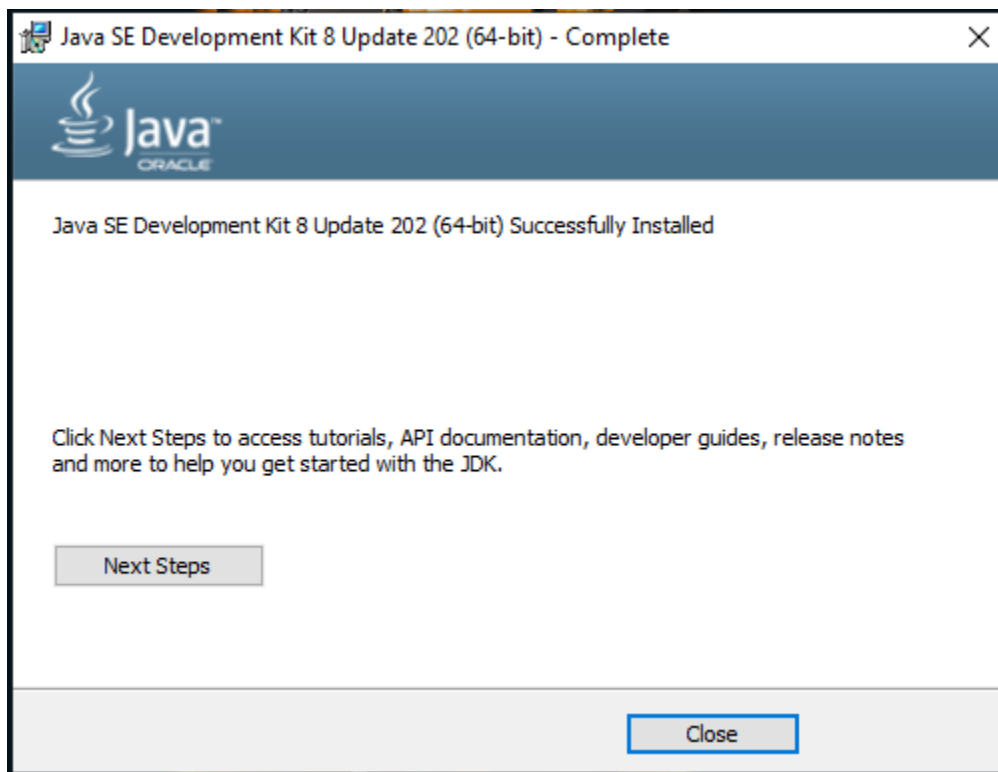 Java SE Development Kit 8 Update 202 (64-bit) - Complete
Java™
ORACLE
Java SE Development Kit 8 Update 202 (64-bit) Successfully Installed
Click Next Steps to access tutorials, API documentation, developer guides, release notes
and more to help you get started with the JDK.
Next Steps
Close